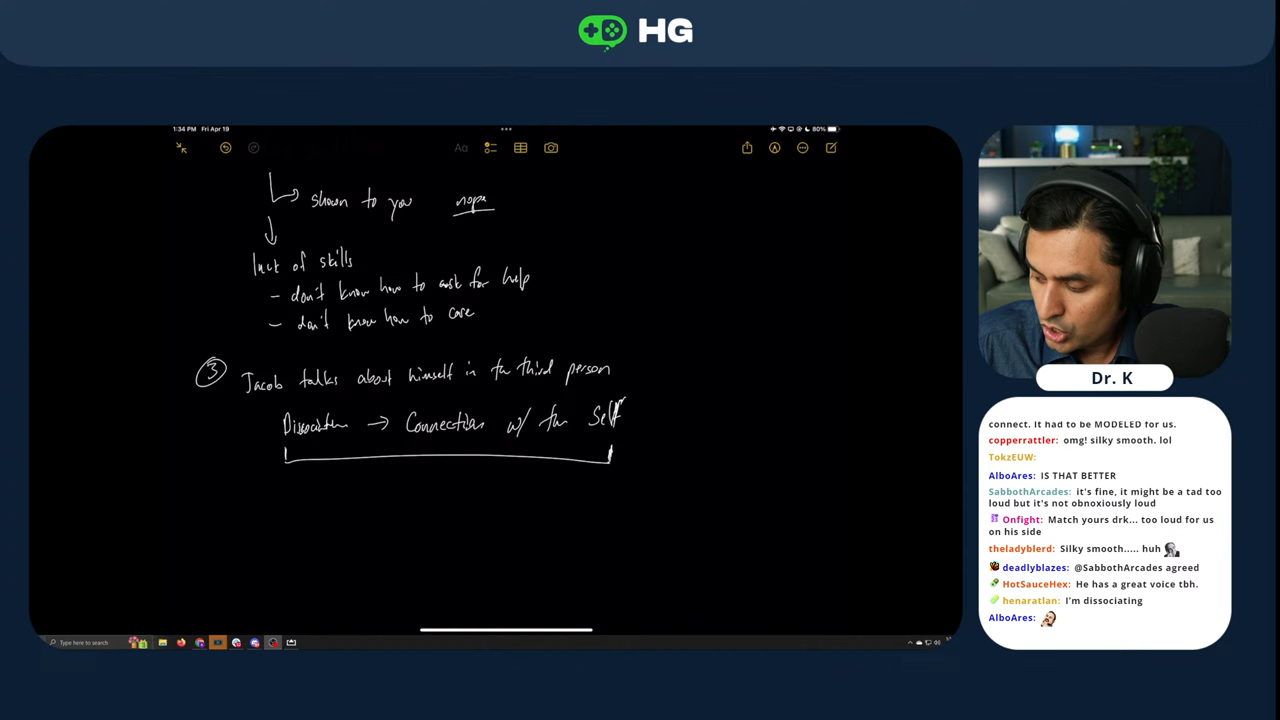 HG
1:34 PM Fri Apr 19
80%
Aa
shown to you nope
lack of skills
- don't know how to ask for help
- don't know how to care
3 Jacob talks about himself in the third person
Dissociation → Connection w/ the Self
Dr. K
connect. It had to be MODELED for us.
copperrattler: omg! silky smooth. lol
TokzEUW:
AlboAres: IS THAT BETTER
SabbothArcades: it's fine, it might be a tad too
loud but it's not obnoxiously loud
Onfight: Match yours drk... too loud for us
on his side
theladyblerd: Silky smooth..... huh
deadlyblazes: @SabbothArcades agreed
HotSauceHex: He has a great voice tbh.
henaratlan: I'm dissociating
AlboAres:
Type here to search